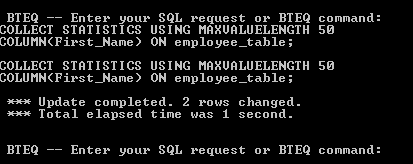 BTEQ -- Enter your SQL request or BTEQ command:
COLLECT STATISTICS USING MAXVALUELENGTH 50
COLUMN(First_Name) ON employee_table;
COLLECT STATISTICS USING MAXVALUELENGTH 50
COLUMN(First_Name) ON employee_table;
*** Update completed. 2 rows changed.
*** Total elapsed time was 1 second.
BTEQ -- Enter your SQL request or BTEQ command: